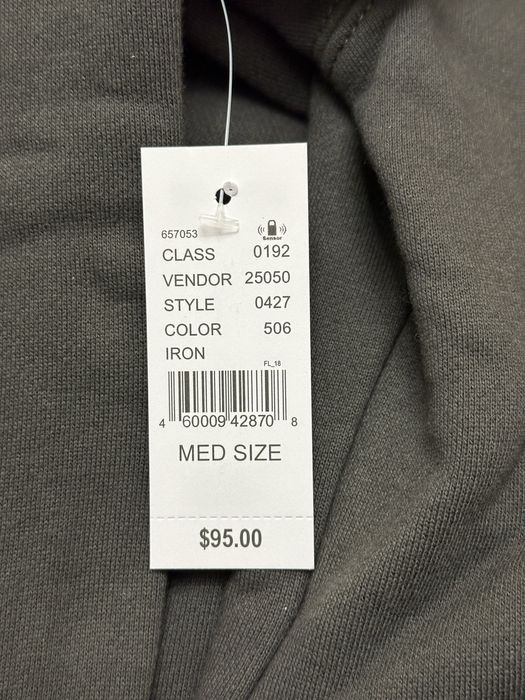 657053
Sensor
CLASS 0192
VENDOR 25050
STYLE 0427
COLOR 506
IRON
FL_18
4 60009 42870 8
MED SIZE
$95.00